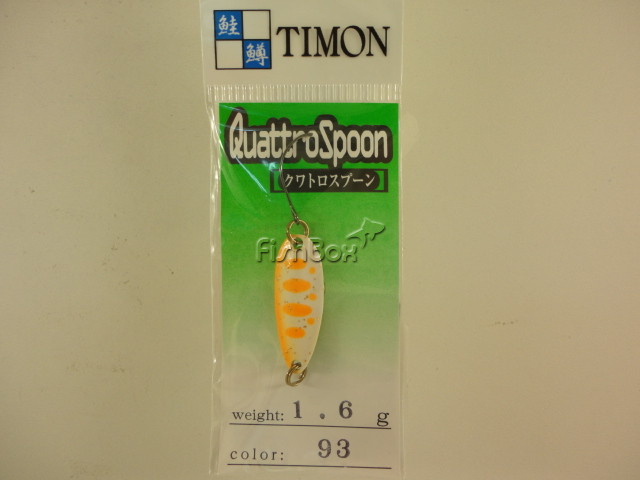 鮭
鱒
TIMON
QuattroSpoon
クワトロスプーン
FishBox
weight: 1.6 g
color: 93